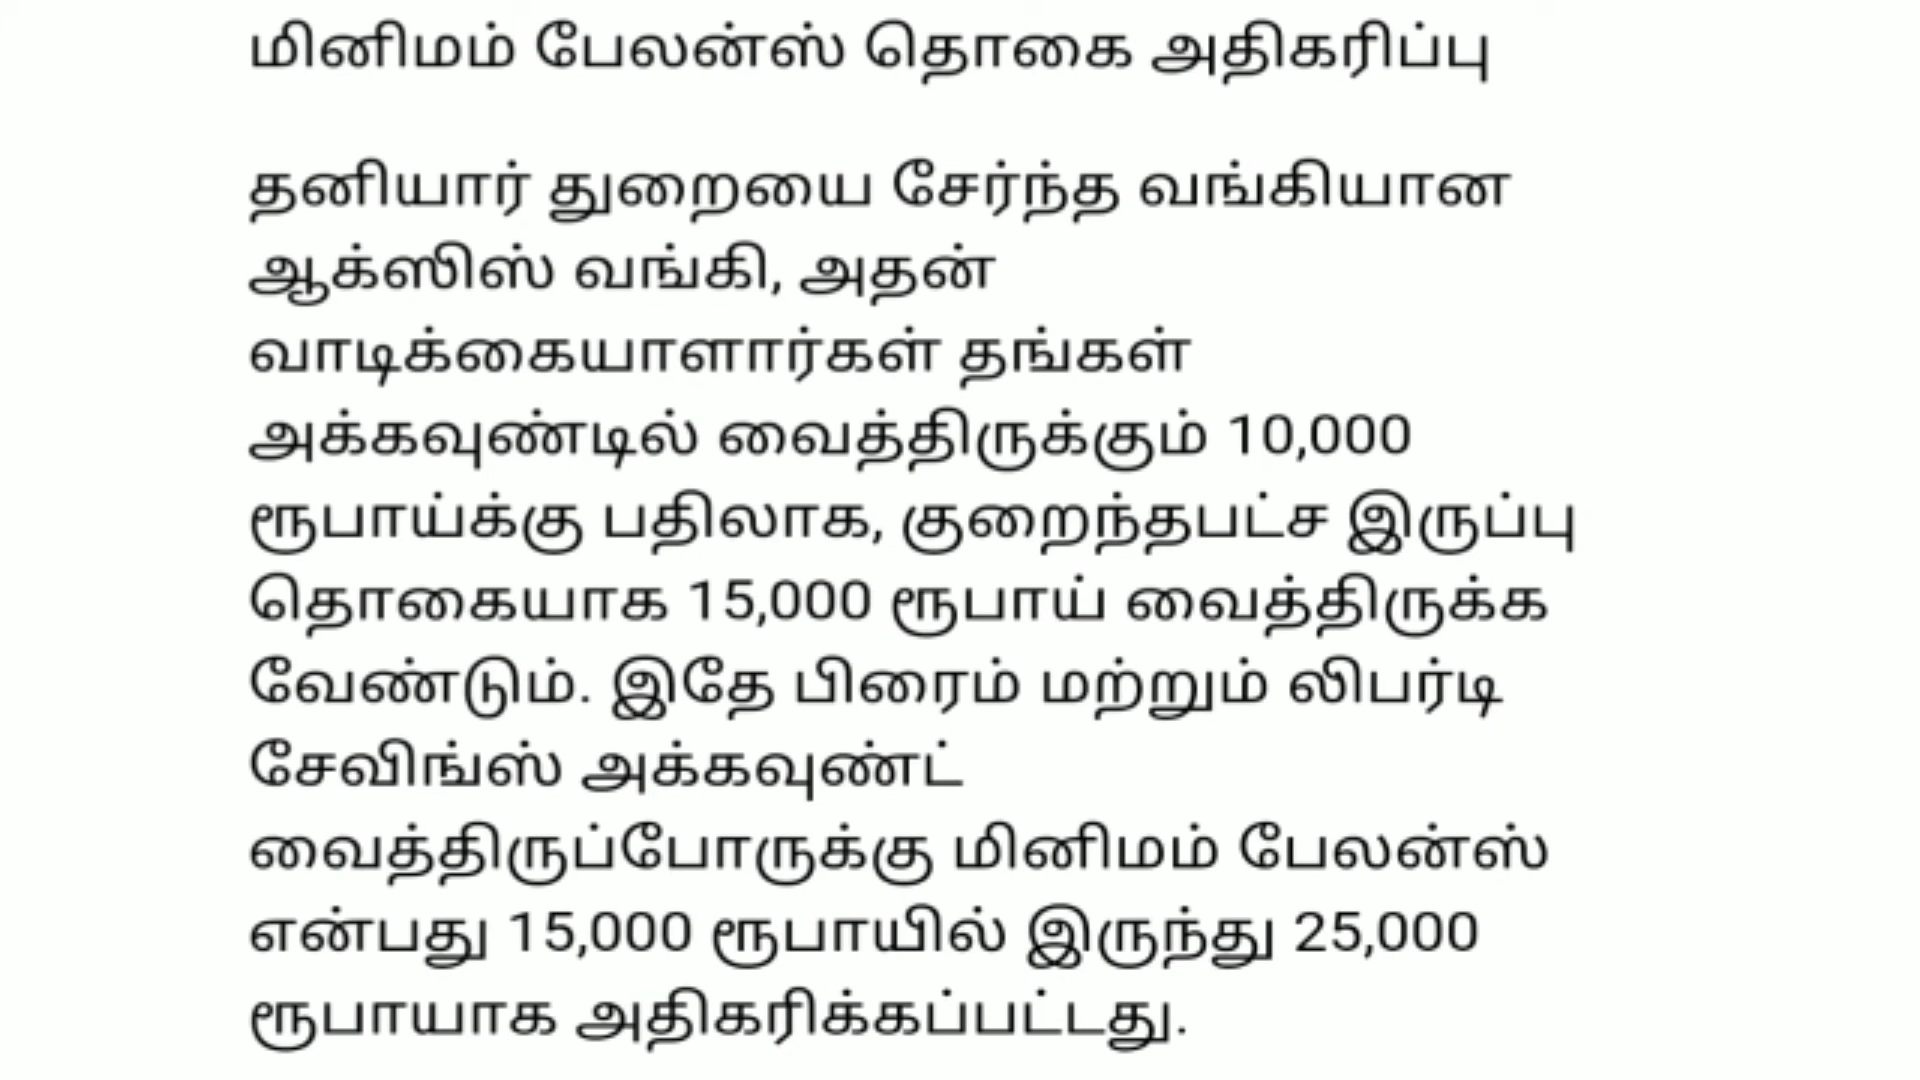 மினிமம் பேலன்ஸ் தொகை அதிகரிப்பு
தனியார் துறையை சேர்ந்த வங்கியான
ஆக்ஸிஸ் வங்கி, அதன்
வாடிக்கையாளார்கள் தங்கள்
அக்கவுண்டில் வைத்திருக்கும் 10,000
ரூபாய்க்கு பதிலாக, குறைந்தபட்ச இருப்பு
தொகையாக 15,000 ரூபாய் வைத்திருக்க
வேண்டும். இதே பிரைம் மற்றும் லிபர்டி
சேவிங்ஸ் அக்கவுண்ட்
வைத்திருப்போருக்கு மினிமம் பேலன்ஸ்
என்பது 15,000 ரூபாயில் இருந்து 25,000
ரூபாயாக அதிகரிக்கப்பட்டது.